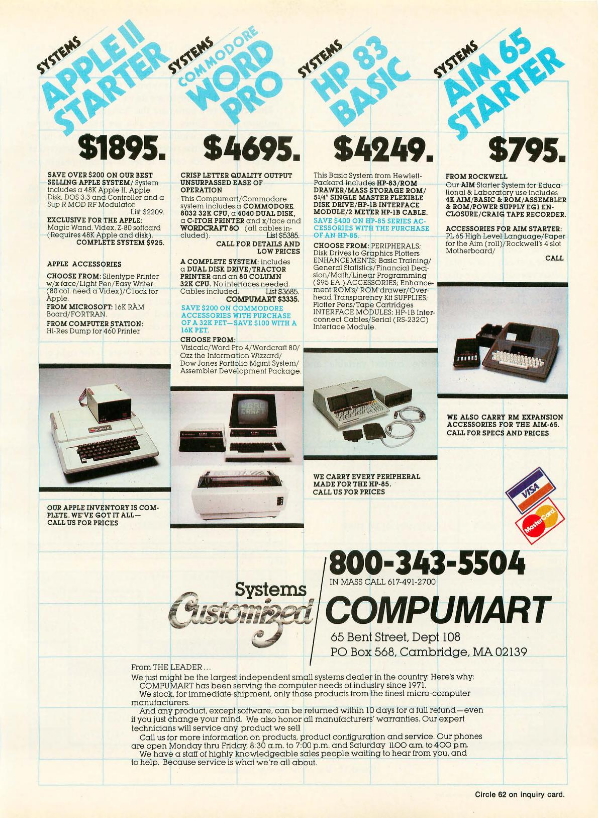 SYSTEMS
APPLE II
STARTER
$1895.
SAVE OVER $200 ON OUR BEST
SELLING APPLE SYSTEM/ System
includes a 48K Apple II, Apple
Disk, DOS 3.3 and Controller and a
Sup R MOD RF Modulator
List $2209.
EXCLUSIVE FOR THE APPLE:
Magic Wand, Videx, Z-80 softcard
(Requires 48K Apple and disk).
COMPLETE SYSTEM $925.
APPLE ACCESSORIES
CHOOSE FROM: Silentype Printer
w/x face/Light Pen/Easy Writer
(80 col. need a Videx)/Clock for
Apple.
FROM MICROSOFT: 16K RAM
Board/FORTRAN.
FROM COMPUTER STATION:
Hi-Res Dump for 460 Printer
OUR APPLE INVENTORY IS COM-
PLETE. WE'VE GOT IT ALL—
CALL US FOR PRICES
SYSTEMS
COMMODORE
WORD
PRO
$4695.
CRISP LETTER QUALITY OUTPUT
UNSURPASSED EASE OF
OPERATION
This Compumart/Commodore
system includes a COMMODORE
8032 32K CPU, a 4040 DUAL DISK,
a C-ITOH PRINTER and x/face and
WORDCRAFT 80 (all cables in-
cluded). List $5385.
CALL FOR DETAILS AND
LOW PRICES
A COMPLETE SYSTEM: includes
a DUAL DISK DRIVE/TRACTOR
PRINTER and an 80 COLUMN
32K CPU. No interfaces needed.
Cables included. List $3685.
COMPUMART $3335.
SAVE $200 ON COMMODORE
ACCESSORIES WITH PURCHASE
OF A 32K PET—SAVE $100 WITH A
16K PET.
CHOOSE FROM:
Visicalc/Word Pro 4/Wordcraft 80/
Ozz the Information Wizzard/
Dow Jones Portfolio Mgmt System/
Assembler Development Package.
SYSTEMS
HP 83
BASIC
$4249.
This Basic System from Hewlett-
Packard includes HP-83/ROM
DRAWER/MASS STORAGE ROM/
5¼" SINGLE MASTER FLEXIBLE
DISK DRIVE/HP-1B INTERFACE
MODULE/2 METER HP-1B CABLE.
SAVE $400 ON HP-85 SERIES AC-
CESSORIES WITH THE PURCHASE
OF AN HP-85.
CHOOSE FROM: PERIPHERALS:
Disk Drives to Graphics Plotters
ENHANCEMENTS: Basic Training/
General Statistics/Financial Deci-
sion/Math/Linear Programming
($95 EA.) ACCESSORIES: Enhance-
ment ROM's/ ROM drawer/Over-
head Transparency Kit SUPPLIES:
Plotter Pens/Tape Cartridges
INTERFACE MODULES: HP-1B Inter-
connect Cables/Serial (RS-232C)
Interface Module.
WE CARRY EVERY PERIPHERAL
MADE FOR THE HP-85.
CALL US FOR PRICES
SYSTEMS
AIM 65
STARTER
$795.
FROM ROCKWELL
Our AIM Starter System for Educa-
tional & Laboratory use includes
4K AIM/BASIC & ROM/ASSEMBLER
& ROM/POWER SUPPLY (G) EN-
CLOSURE/CRAIG TAPE RECORDER.
ACCESSORIES FOR AIM STARTER:
PL/65 High Level Language/Paper
for the Aim (roll)/Rockwell's 4 slot
Motherboard/
CALL
WE ALSO CARRY RM EXPANSION
ACCESSORIES FOR THE AIM-65.
CALL FOR SPECS AND PRICES
VISA
MasterCard
800-343-5504
IN MASS CALL 617-491-2700
Systems
Customized
COMPUMART
65 Bent Street, Dept 108
PO Box 568, Cambridge, MA 02139
From THE LEADER...
We just might be the largest independent small systems dealer in the country. Here's why:
COMPUMART has been serving the computer needs of industry since 1971.
We stock, for immediate shipment, only those products from the finest micro-computer
manufacturers.
And any product, except software, can be returned within 10 days for a full refund—even
if you just change your mind. We also honor all manufacturers' warranties. Our expert
technicians will service any product we sell
Call us for more information on products, product configuration and service. Our phones
are open Monday thru Friday, 8:30 a.m. to 7:00 p.m. and Saturday 11:00 a.m. to 4:00 p.m.
We have a staff of highly knowledgeable sales people waiting to hear from you, and
to help. Because service is what we're all about.
Circle 62 on inquiry card.